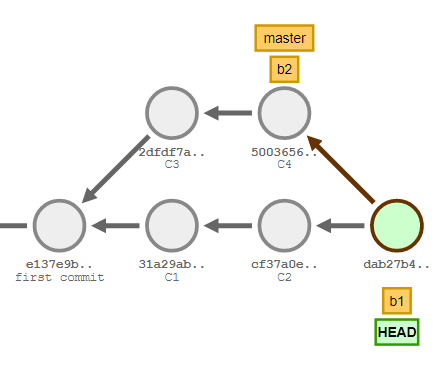 master
b2
2dfdf7a..
C3
5003656..
C4
e137e9b..
first commit
31a29ab..
C1
cf37a0e..
C2
dab27b4..
b1
HEAD